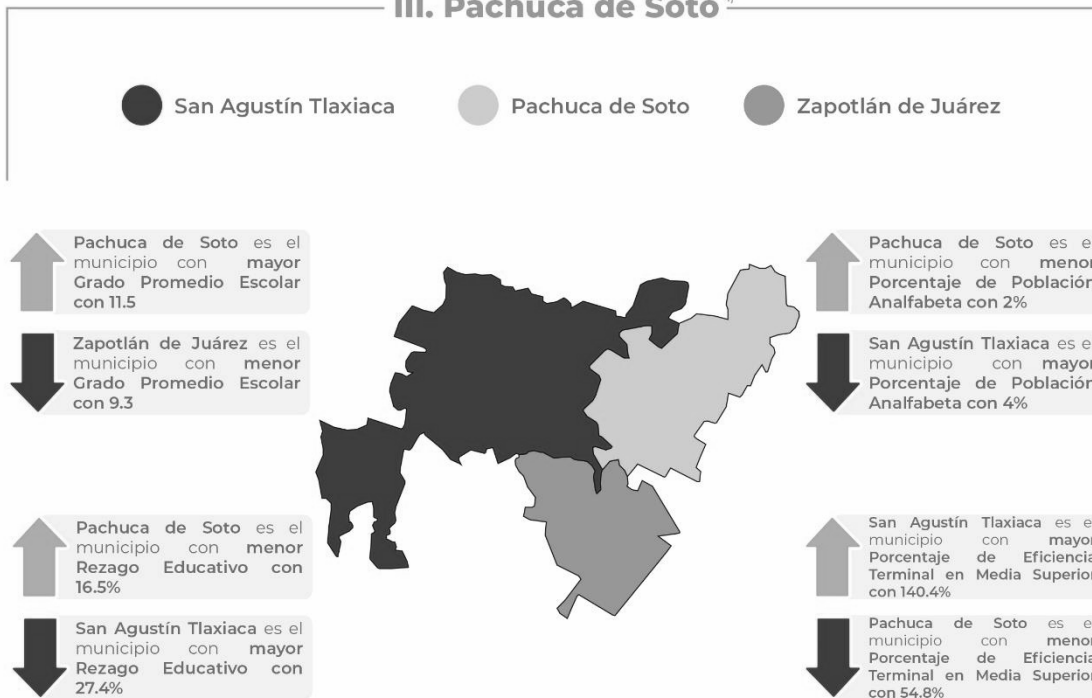 III. Pachuca de Soto
San Agustín Tlaxiaca
Pachuca de Soto
Zapotlán de Juárez
Pachuca de Soto es el
municipio con mayor
Grado Promedio Escolar
con 11.5
Zapotlán de Juárez es el
municipio con menor
Grado Promedio Escolar
con 9.3
Pachuca de Soto es el
municipio con menor
Rezago Educativo con
16.5%
San Agustín Tlaxiaca es el
municipio con mayor
Rezago Educativo con
27.4%
Pachuca de Soto es el
municipio con menor
Porcentaje de Población
Analfabeta con 2%
San Agustín Tlaxiaca es el
municipio con mayor
Porcentaje de Población
Analfabeta con 4%
San Agustín Tlaxiaca es el
municipio con mayor
Porcentaje de Eficiencia
Terminal en Media Superior
con 140.4%
Pachuca de Soto es el
municipio con menor
Porcentaje de Eficiencia
Terminal en Media Superior
con 54.8%